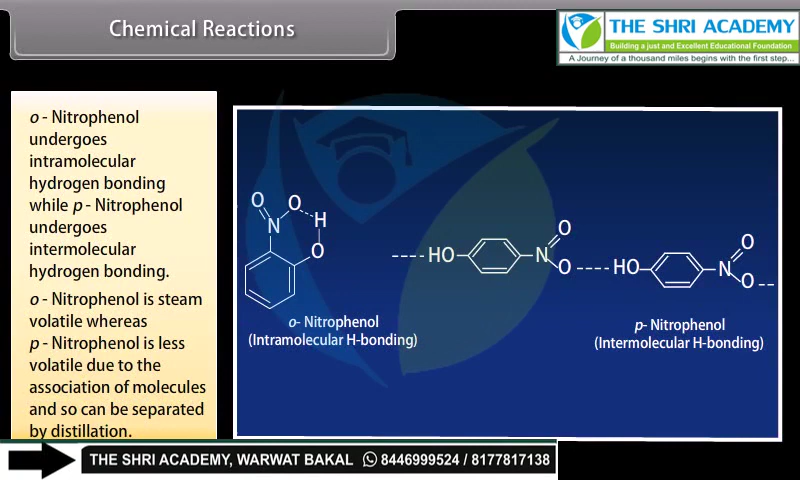 Chemical Reactions
THE SHRI ACADEMY
Building a just and Excellent Educational Foundation
A Journey of a thousand miles begins with the first step...
o - Nitrophenol
undergoes
intramolecular
hydrogen bonding
while p - Nitrophenol
undergoes
intermolecular
hydrogen bonding.
o - Nitrophenol is steam
volatile whereas
p - Nitrophenol is less
volatile due to the
association of molecules
and so can be separated
by distillation.
O O H
N
O
o- Nitrophenol
(Intramolecular H-bonding)
O
HO N
O
O
HO N
O
p- Nitrophenol
(Intermolecular H-bonding)
THE SHRI ACADEMY, WARWAT BAKAL 8446999524 / 8177817138